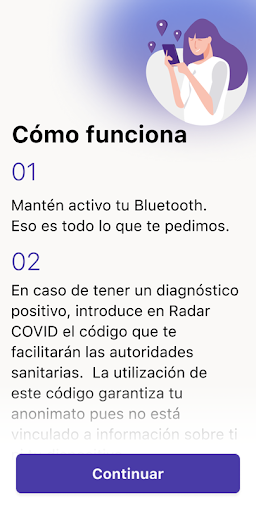 Cómo funciona
01
Mantén activo tu Bluetooth.
Eso es todo lo que te pedimos.
02
En caso de tener un diagnóstico
positivo, introduce en Radar
COVID el código que te
facilitarán las autoridades
sanitarias. La utilización de
este código garantiza tu
anonimato pues no está
vinculado a información sobre ti
Continuar